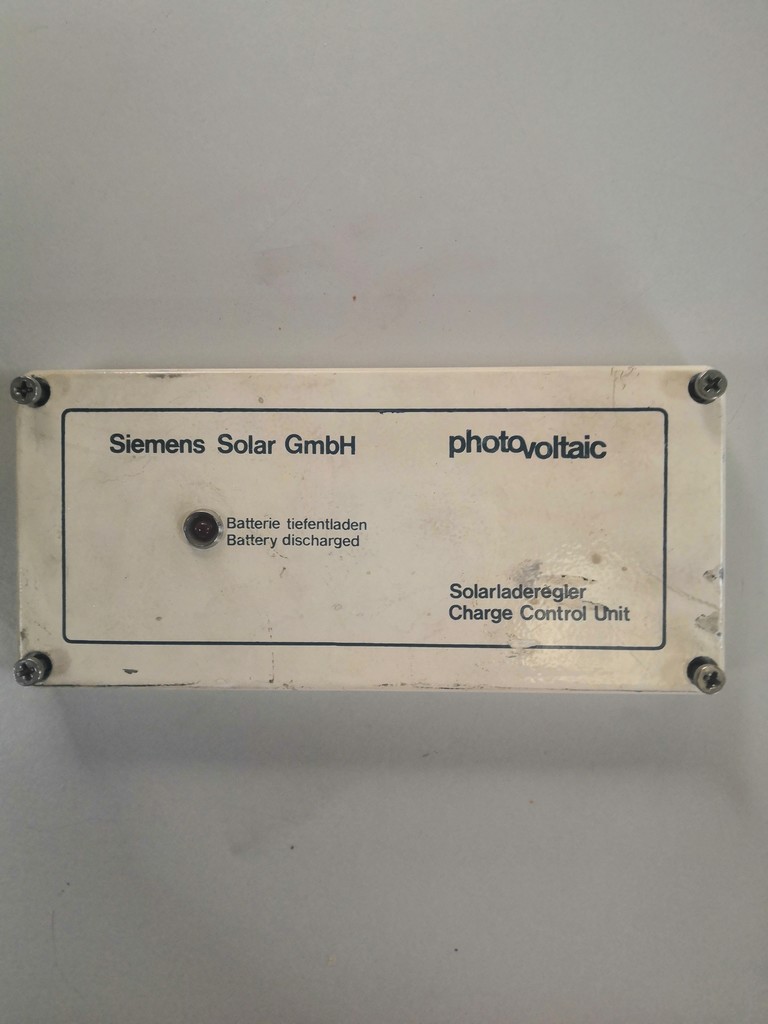 Siemens Solar GmbH
photovoltaic
Batterie tiefentladen
Battery discharged
Solarladeregler
Charge Control Unit